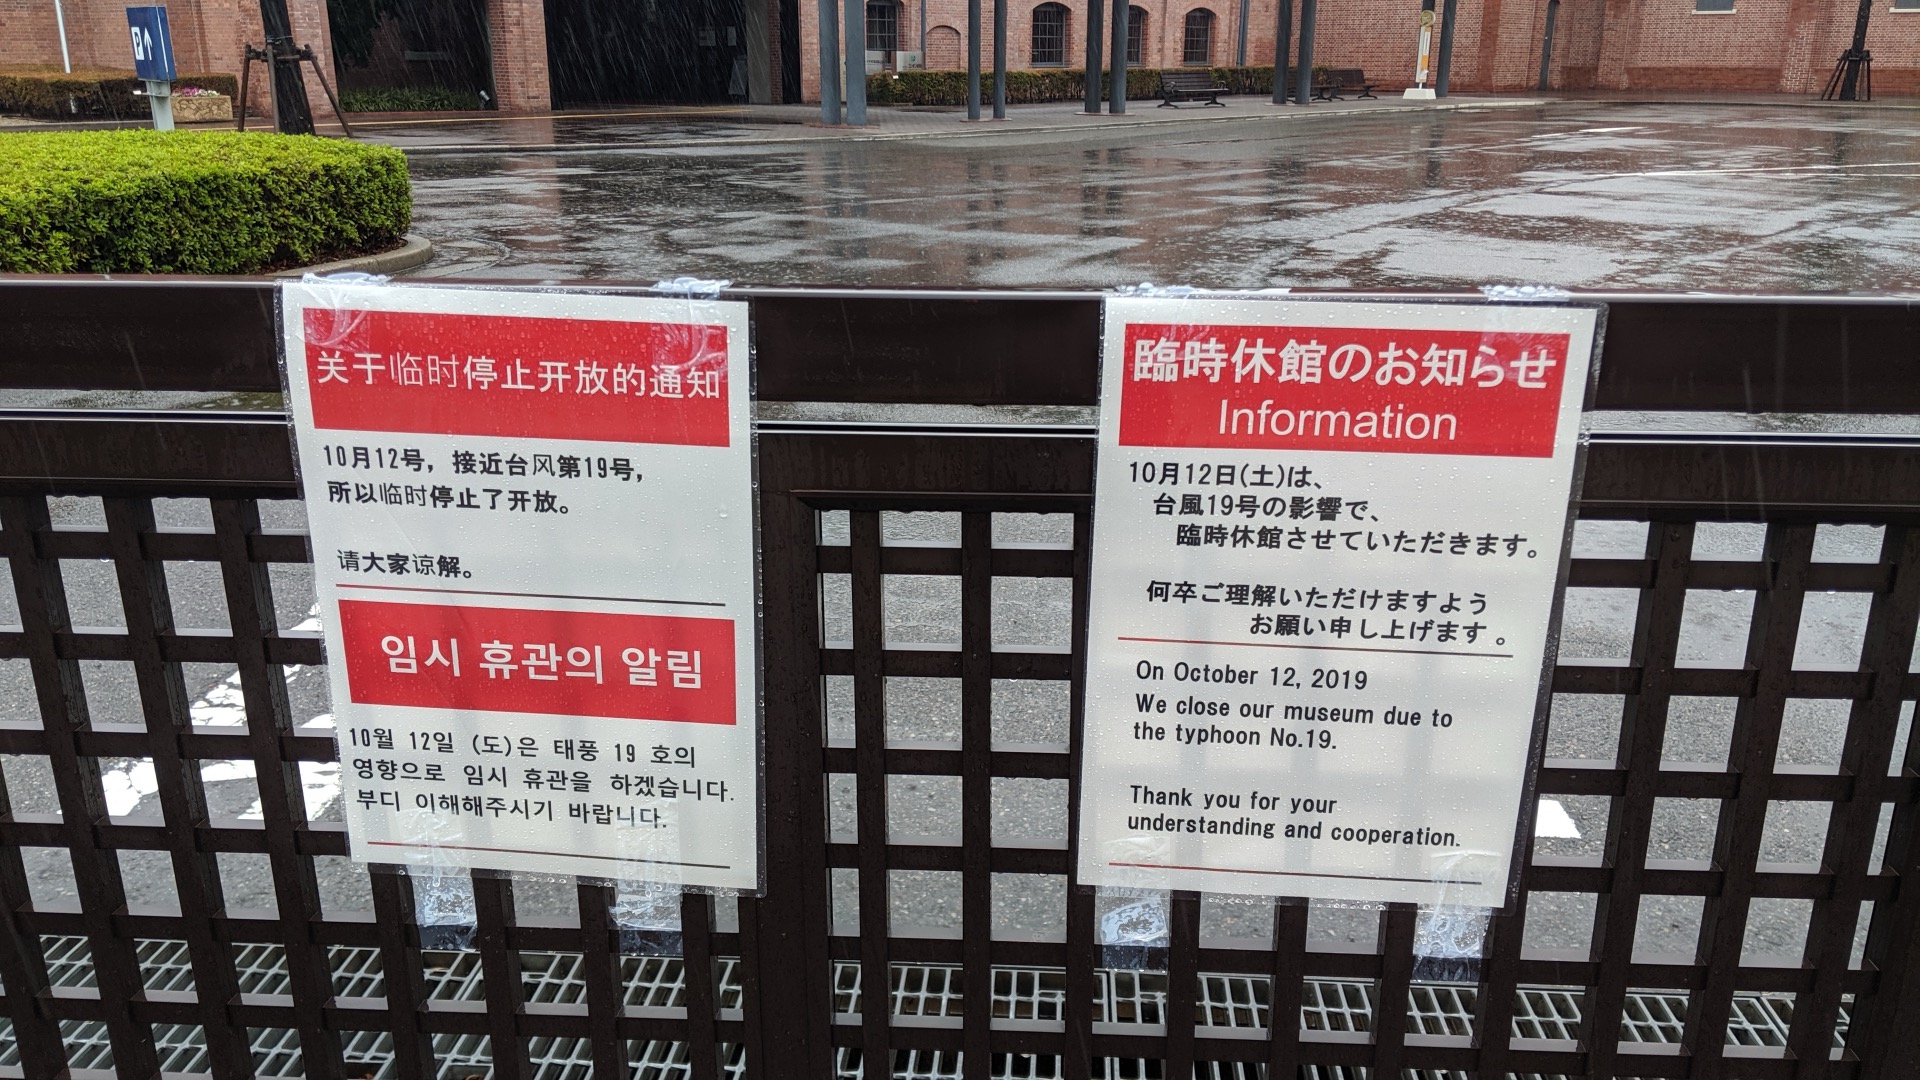 P↑
关于临时停止开放的通知
10月12号，接近台风第19号，
所以临时停止了开放。
请大家谅解。
임시 휴관의 알림
10월 12일 (도)은 태풍 19 호의
영향으로 임시 휴관을 하겠습니다.
부디 이해해주시기 바랍니다.
臨時休館のお知らせ
Information
10月12日(土)は、
台風19号の影響で、
臨時休館させていただきます。
何卒ご理解いただけますよう
お願い申し上げます。
On October 12, 2019
We close our museum due to
the typhoon No.19.
Thank you for your
understanding and cooperation.